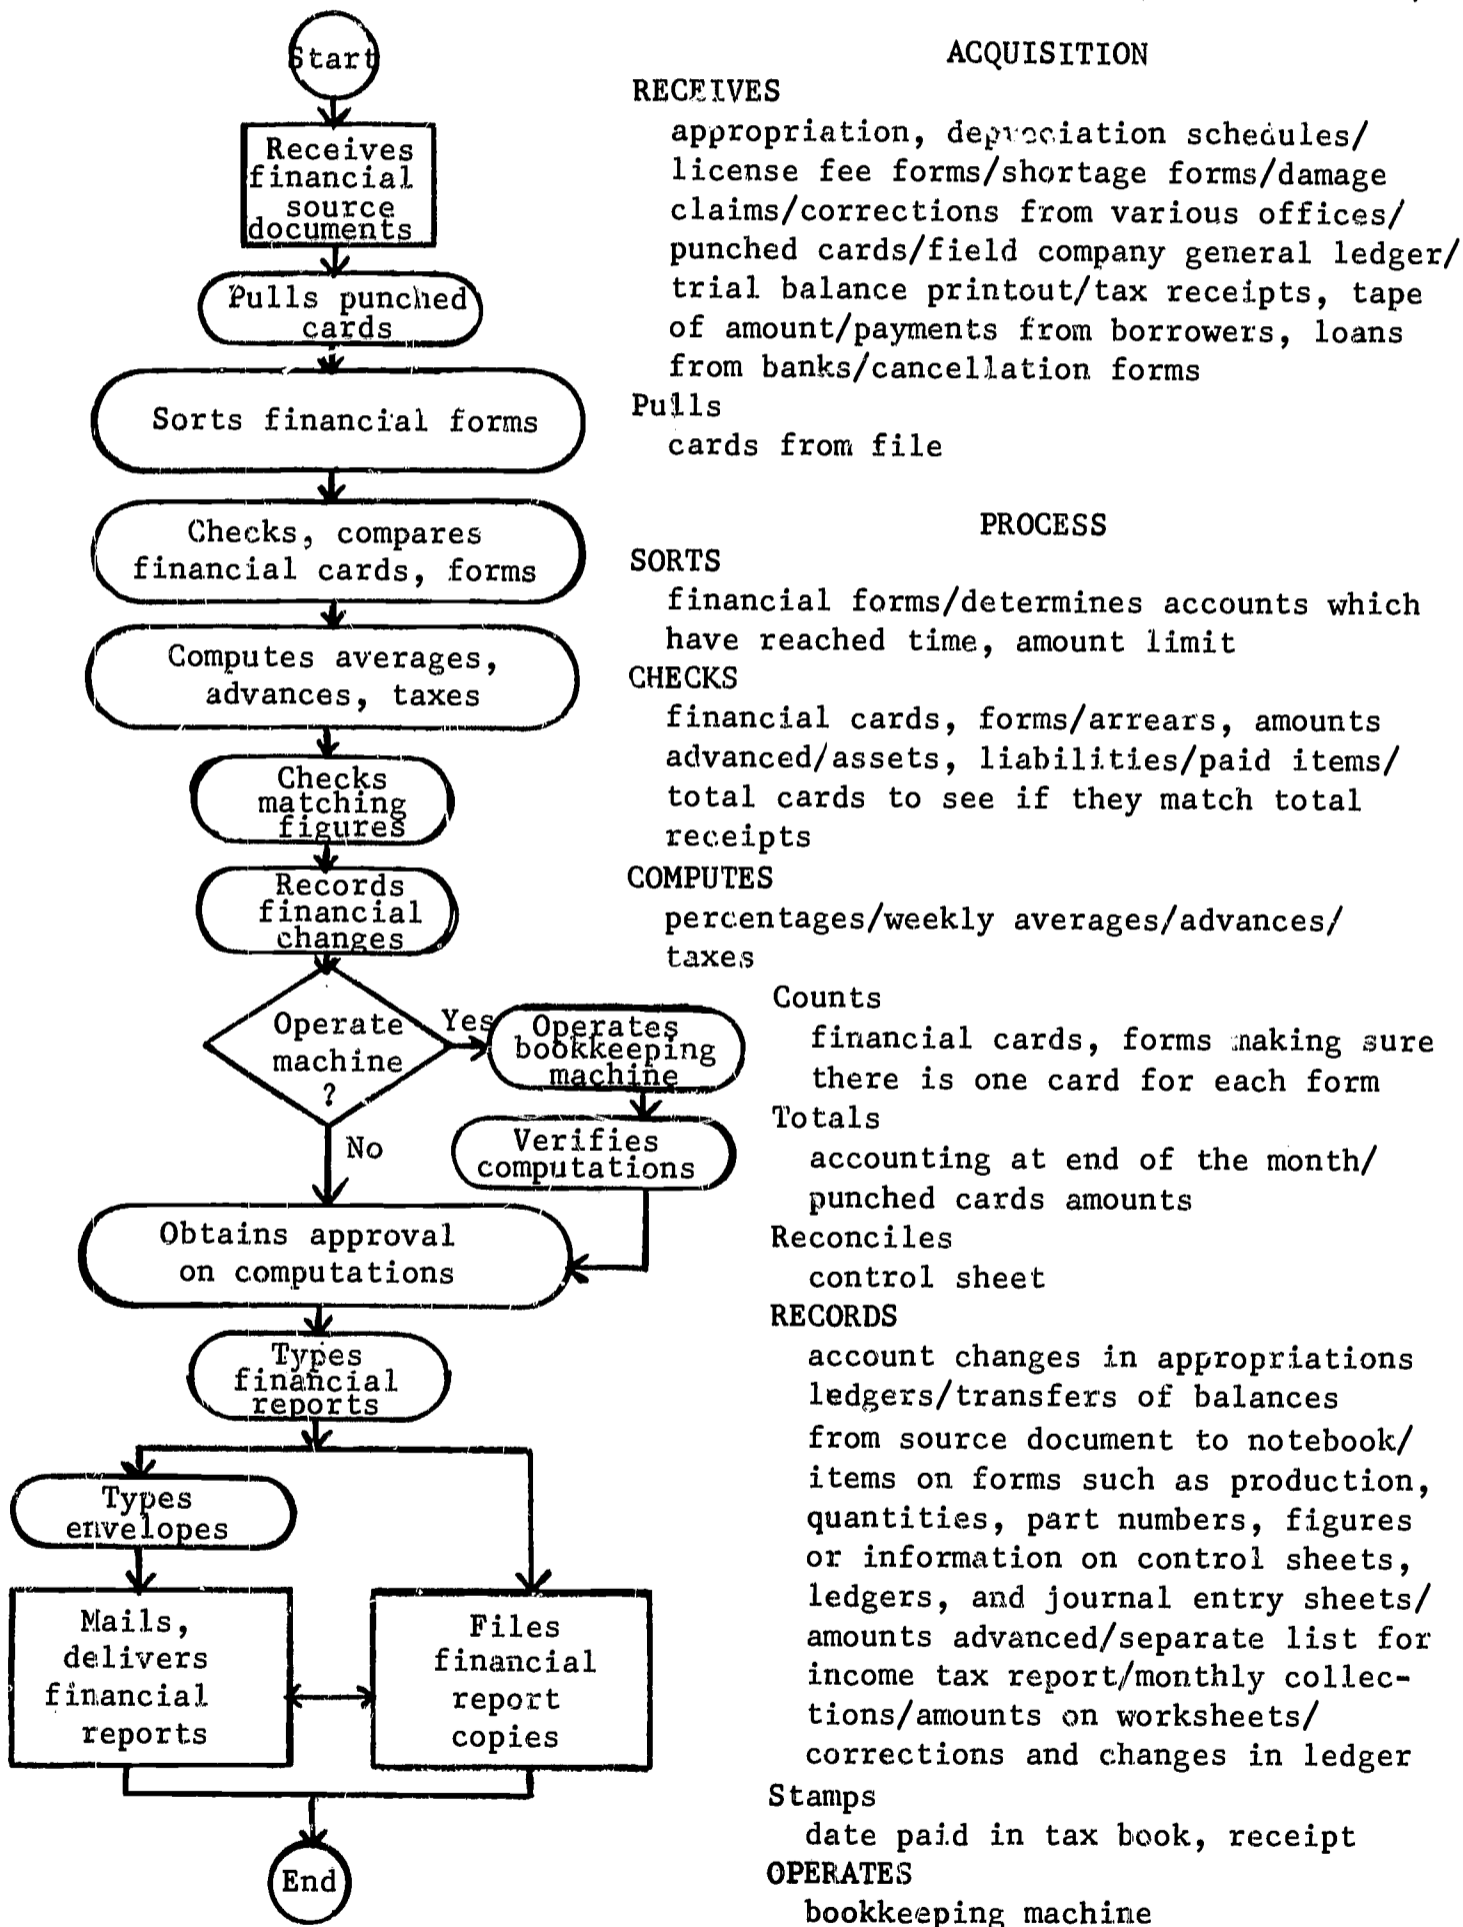 Start
Receives
financial
source
documents
Pulls punched
cards
Sorts financial forms
Checks, compares
financial cards, forms
Computes averages,
advances, taxes
Checks
matching
figures
Records
financial
changes
Operate
machine
?
Yes
No
Operates
bookkeeping
machine
Verifies
computations
Obtains approval
on computations
Types
financial
reports
Types
envelopes
Mails,
delivers
financial
reports
Files
financial
report
copies
End
ACQUISITION
RECEIVES
appropriation, depreciation schedules/
license fee forms/shortage forms/damage
claims/corrections from various offices/
punched cards/field company general ledger/
trial balance printout/tax receipts, tape
of amount/payments from borrowers, loans
from banks/cancellation forms
Pulls
cards from file
PROCESS
SORTS
financial forms/determines accounts which
have reached time, amount limit
CHECKS
financial cards, forms/arrears, amounts
advanced/assets, liabilities/paid items/
total cards to see if they match total
receipts
COMPUTES
percentages/weekly averages/advances/
taxes
Counts
financial cards, forms making sure
there is one card for each form
Totals
accounting at end of the month/
punched cards amounts
Reconciles
control sheet
RECORDS
account changes in appropriations
ledgers/transfers of balances
from source document to notebook/
items on forms such as production,
quantities, part numbers, figures
or information on control sheets,
ledgers, and journal entry sheets/
amounts advanced/separate list for
income tax report/monthly collec-
tions/amounts on worksheets/
corrections and changes in ledger
Stamps
date paid in tax book, receipt
OPERATES
bookkeeping machine